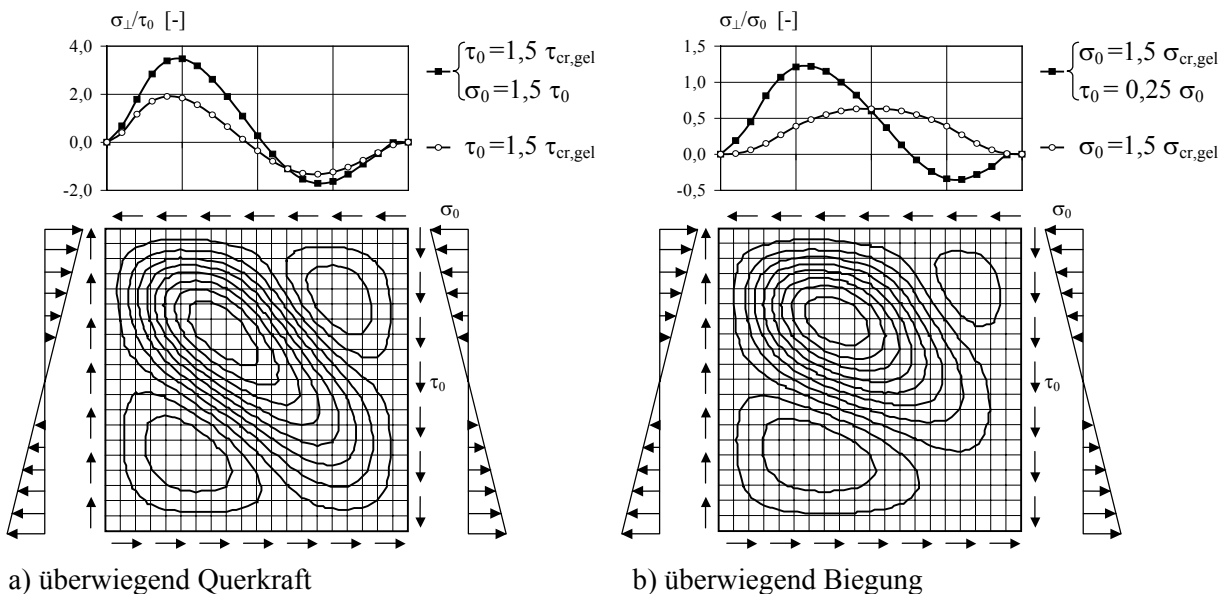 σ⊥/τ0 [-]
4,0
2,0
0,0
-2,0
τ0 =1,5 τcr,gel
σ0 =1,5 τ0
τ0 =1,5 τcr,gel
σ0
τ0
a) überwiegend Querkraft
σ⊥/σ0 [-]
1,5
1,0
0,5
0,0
-0,5
σ0 =1,5 σcr,gel
τ0 = 0,25 σ0
σ0 =1,5 σcr,gel
σ0
τ0
b) überwiegend Biegung